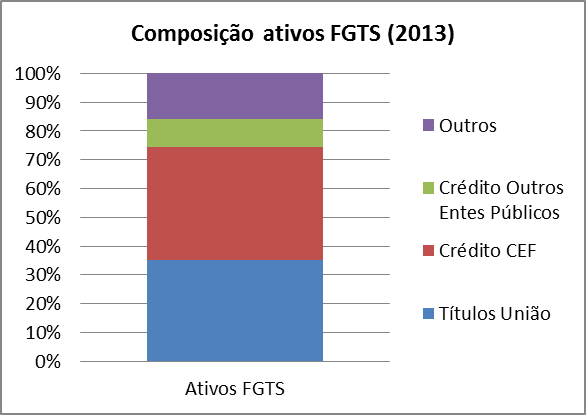 Composição ativos FGTS (2013)
100%
90%
80%
70%
60%
50%
40%
30%
20%
10%
0%
Ativos FGTS
Outros
Crédito Outros
Entes Públicos
Crédito CEF
Títulos União